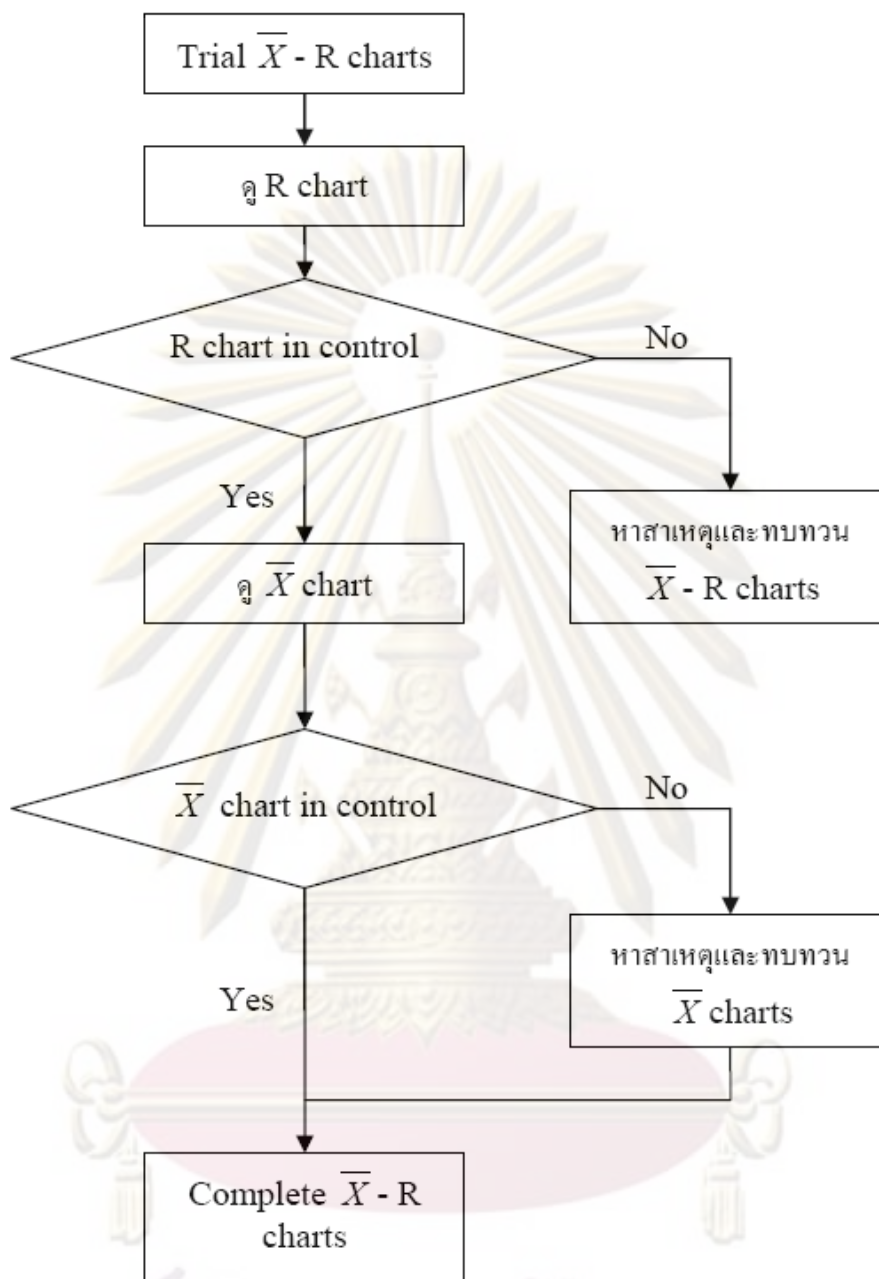 Trial X̅ - R charts
ดู R chart
R chart in control
No
Yes
หาสาเหตุและทบทวน
X̅ - R charts
ดู X̅ chart
X̅ chart in control
No
Yes
หาสาเหตุและทบทวน
X̅ charts
Complete X̅ - R
charts